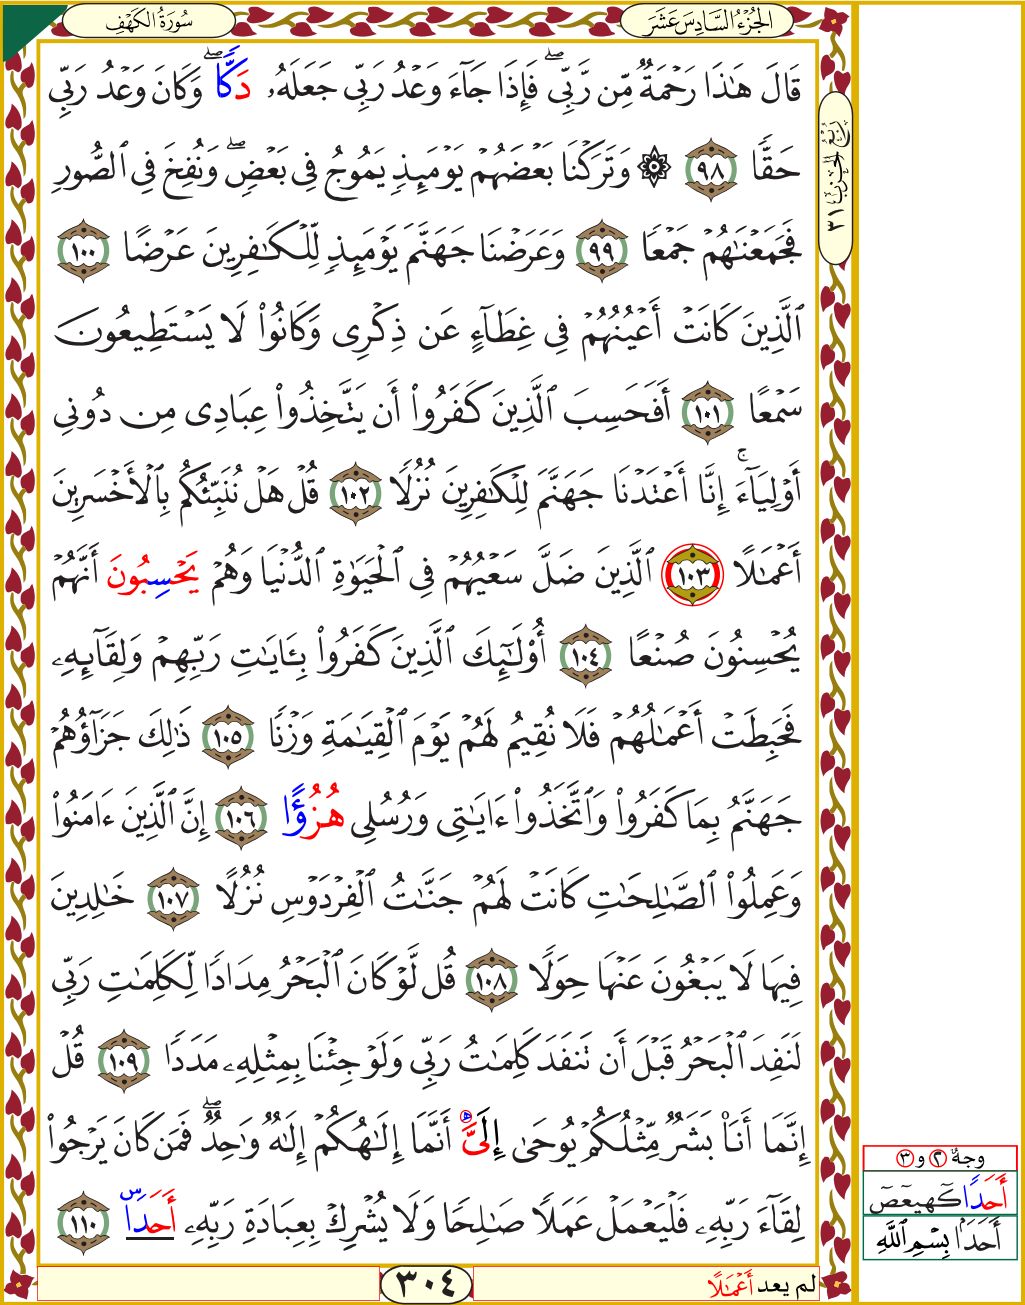 الجُزْءُ السَّادِسَ عَشَرَ
سُورَةُ الكَهْفِ
رُبْعُ الحِزْبِ ٣١
قَالَ هَٰذَا رَحْمَةٌ مِّن رَّبِّىۖ فَإِذَا جَآءَ وَعْدُ رَبِّى جَعَلَهُۥ دَكًّاۖ وَكَانَ وَعْدُ رَبِّى
حَقًّا ٩٨ ۞ وَتَرَكْنَا بَعْضَهُمْ يَوْمَئِذٍ يَمُوجُ فِى بَعْضٍۖ وَنُفِخَ فِى ٱلصُّورِ
فَجَمَعْنَٰهُمْ جَمْعًا ٩٩ وَعَرَضْنَا جَهَنَّمَ يَوْمَئِذٍ لِّلْكَٰفِرِينَ عَرْضًا ١٠٠
ٱلَّذِينَ كَانَتْ أَعْيُنُهُمْ فِى غِطَآءٍ عَن ذِكْرِى وَكَانُوا۟ لَا يَسْتَطِيعُونَ
سَمْعًا ١٠١ أَفَحَسِبَ ٱلَّذِينَ كَفَرُوٓا۟ أَن يَتَّخِذُوا۟ عِبَادِى مِن دُونِى
أَوْلِيَآءَۚ إِنَّا أَعْتَدْنَا جَهَنَّمَ لِلْكَٰفِرِينَ نُزُلًا ١٠٢ قُلْ هَلْ نُنَبِّئُكُم بِٱلْأَخْسَرِينَ
أَعْمَٰلًا ١٠٣ ٱلَّذِينَ ضَلَّ سَعْيُهُمْ فِى ٱلْحَيَوٰةِ ٱلدُّنْيَا وَهُمْ يَحْسِبُونَ أَنَّهُمْ
يُحْسِنُونَ صُنْعًا ١٠٤ أُو۟لَٰٓئِكَ ٱلَّذِينَ كَفَرُوا۟ بِـَٔايَٰتِ رَبِّهِمْ وَلِقَآئِهِۦ
فَحَبِطَتْ أَعْمَٰلُهُمْ فَلَا نُقِيمُ لَهُمْ يَوْمَ ٱلْقِيَٰمَةِ وَزْنًا ١٠٥ ذَٰلِكَ جَزَآؤُهُمْ
جَهَنَّمُ بِمَا كَفَرُوا۟ وَٱتَّخَذُوٓا۟ ءَايَٰتِى وَرُسُلِى هُزُؤًا ١٠٦ إِنَّ ٱلَّذِينَ ءَامَنُوا۟
وَعَمِلُوا۟ ٱلصَّٰلِحَٰتِ كَانَتْ لَهُمْ جَنَّٰتُ ٱلْفِرْدَوْسِ نُزُلًا ١٠٧ خَٰلِدِينَ
فِيهَا لَا يَبْغُونَ عَنْهَا حِوَلًا ١٠٨ قُل لَّوْ كَانَ ٱلْبَحْرُ مِدَادًا لِّكَلِمَٰتِ رَبِّى
لَنَفِدَ ٱلْبَحْرُ قَبْلَ أَن تَنفَدَ كَلِمَٰتُ رَبِّى وَلَوْ جِئْنَا بِمِثْلِهِۦ مَدَدًا ١٠٩ قُلْ
إِنَّمَا أَنَا۠ بَشَرٌ مِّثْلُكُمْ يُوحَىٰ إِلَىَّ أَنَّمَا إِلَٰهُكُمْ إِلَٰهٌ وَٰحِدٌۖ فَمَن كَانَ يَرْجُوا۟
لِقَآءَ رَبِّهِۦ فَلْيَعْمَلْ عَمَلًا صَٰلِحًا وَلَا يُشْرِكْ بِعِبَادَةِ رَبِّهِۦٓ أَحَدًۢا ١١٠
وجهُ ٢ و ٣
أَحَدًا كٓهيعٓصٓ
أَحَدَاۢ بِسْمِ ٱللَّهِ
لم يعد أَعْمَٰلًا
٣٠٤